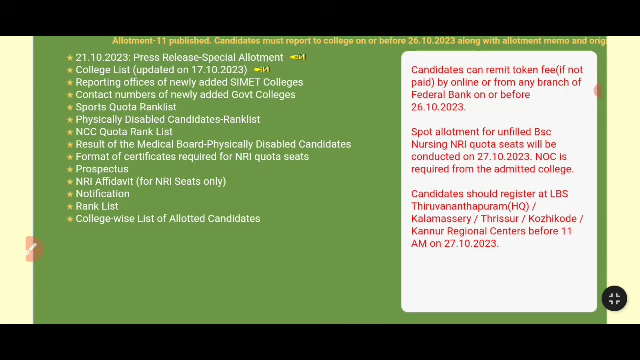 Allotment-11 published. Candidates must report to college on or before 26.10.2023 along with allotment memo and origi
21.10.2023: Press Release-Special Allotment
College List (updated on 17.10.2023)
Reporting offices of newly added SIMET Colleges
Contact numbers of newly added Govt Colleges
Sports Quota Ranklist
Physically Disabled Candidates-Ranklist
NCC Quota Rank List
Result of the Medical Board-Physically Disabled Candidates
Format of certificates required for NRI quota seats
Prospectus
NRI Affidavit (for NRI Seats only)
Notification
Rank List
College-wise List of Allotted Candidates
Candidates can remit token fee(if not
paid) by online or from any branch of
Federal Bank on or before
26.10.2023.
Spot allotment for unfilled Bsc
Nursing NRI quota seats will be
conducted on 27.10.2023. NOC is
required from the admitted college.
Candidates should register at LBS
Thiruvananthapuram(HQ) /
Kalamassery / Thrissur / Kozhikode /
Kannur Regional Centers before 11
AM on 27.10.2023.